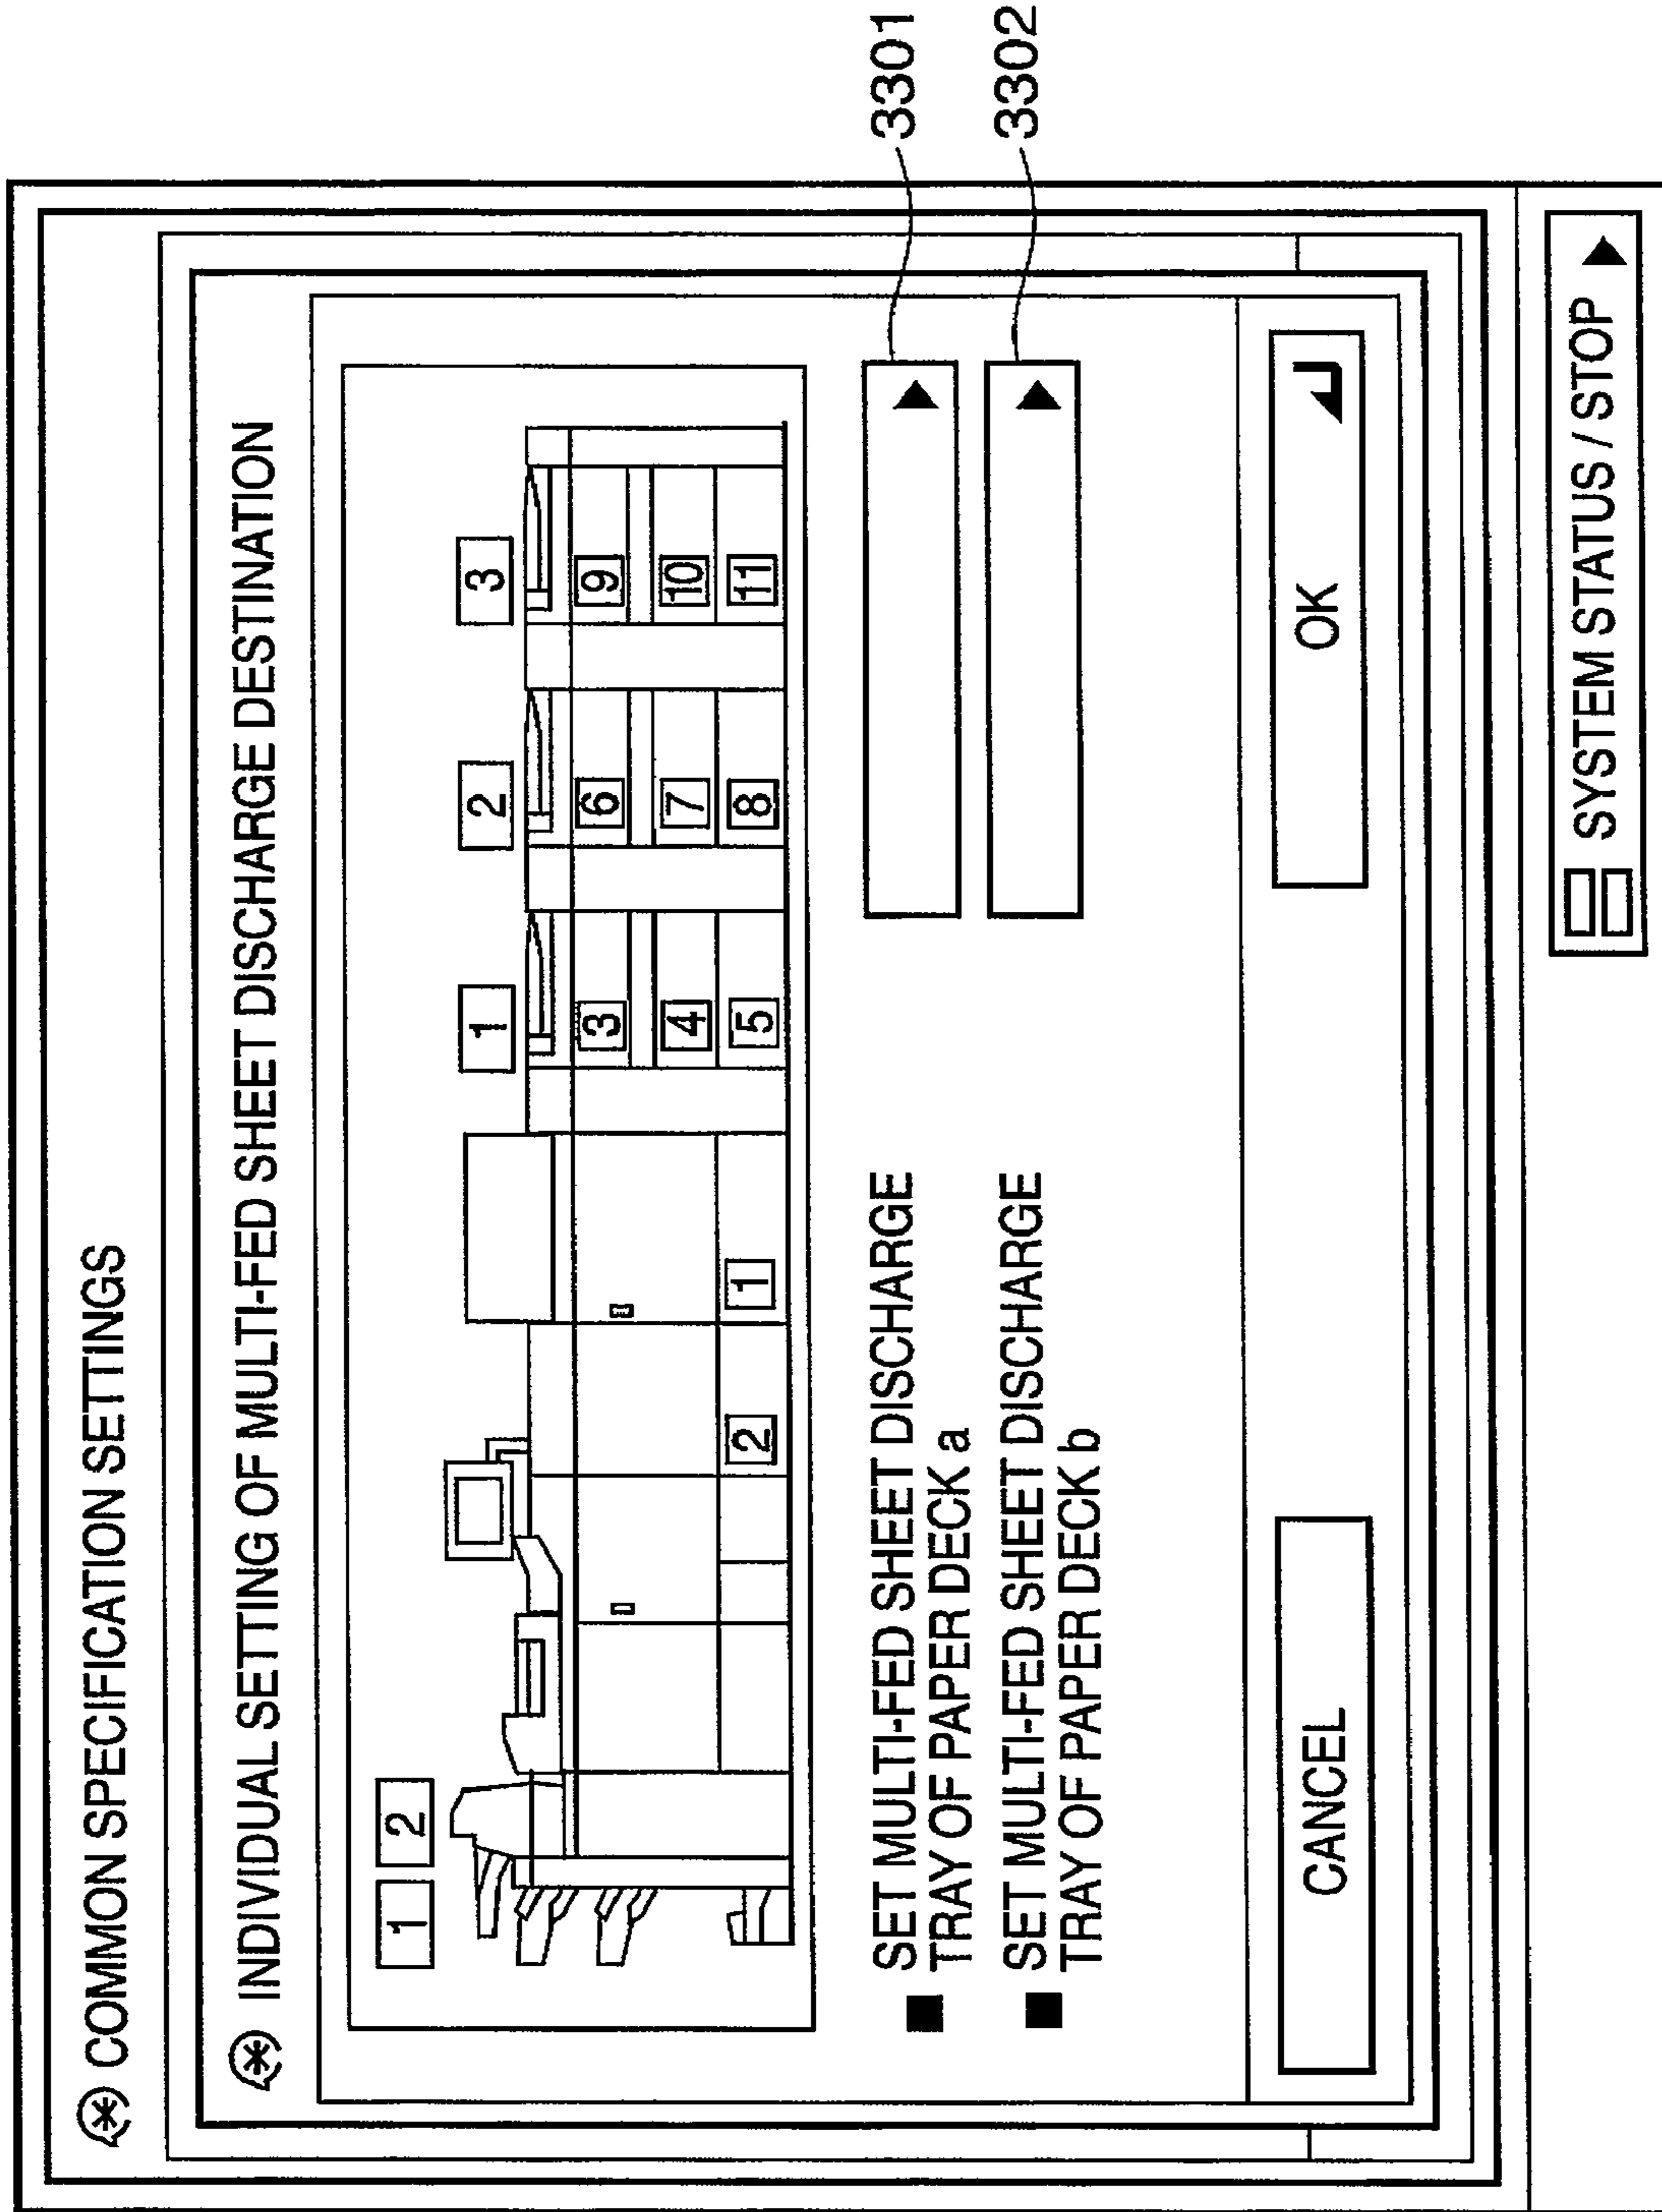 COMMON SPECIFICATION SETTINGS
INDIVIDUAL SETTING OF MULTI-FED SHEET DISCHARGE DESTINATION
1 2
1 2 3
3 6 9
4 7 10
2 1 5 8 11
SET MULTI-FED SHEET DISCHARGE
TRAY OF PAPER DECK a
3301
SET MULTI-FED SHEET DISCHARGE
TRAY OF PAPER DECK b
3302
CANCEL
OK
SYSTEM STATUS / STOP